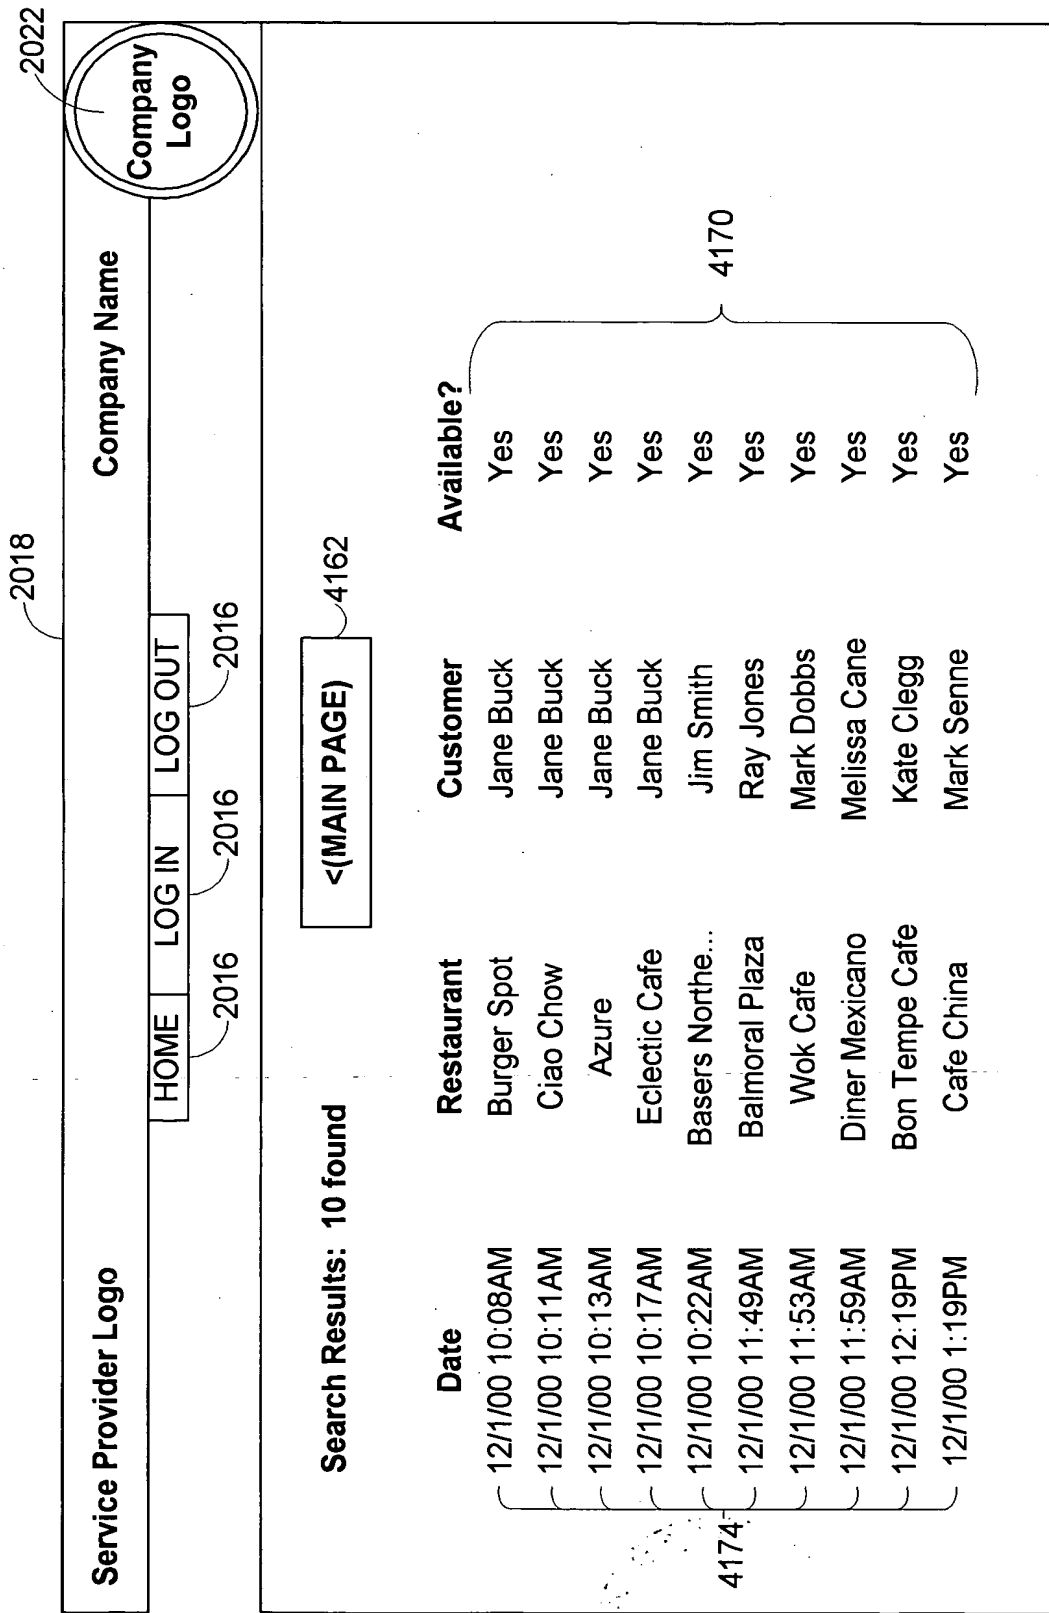 2018
2022
Service Provider Logo Company Name
Company
Logo
HOME LOG IN LOG OUT
2016 2016 2016
Search Results: 10 found <(MAIN PAGE) 4162
Date Restaurant Customer Available?
12/1/00 10:08AM Burger Spot Jane Buck Yes
12/1/00 10:11AM Ciao Chow Jane Buck Yes
12/1/00 10:13AM Azure Jane Buck Yes
12/1/00 10:17AM Eclectic Cafe Jane Buck Yes
12/1/00 10:22AM Basers Northe... Jim Smith Yes
12/1/00 11:49AM Balmoral Plaza Ray Jones Yes
12/1/00 11:53AM Wok Cafe Mark Dobbs Yes
12/1/00 11:59AM Diner Mexicano Melissa Cane Yes
12/1/00 12:19PM Bon Tempe Cafe Kate Clegg Yes
12/1/00 1:19PM Cafe China Mark Senne Yes
4174
4170